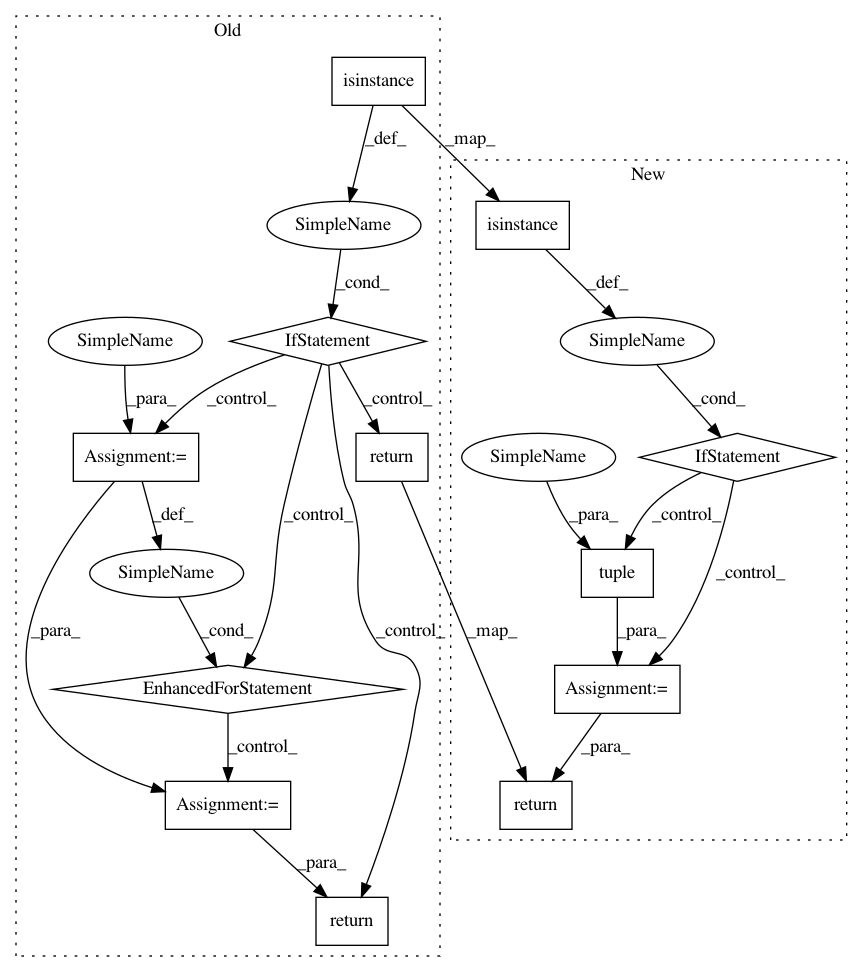 Old
isinstance
_def_
_map_
New
SimpleName
isinstance
_cond_
_def_
SimpleName
IfStatement
SimpleName
_para_
_control_
_control_
_cond_
Assignment:=
return
SimpleName
IfStatement
_def_
_control_
_para_
_control_
SimpleName
tuple
_control_
_para_
_cond_
_control_
_map_
_para_
EnhancedForStatement
Assignment:=
_control_
_para_
Assignment:=
return
_para_
return